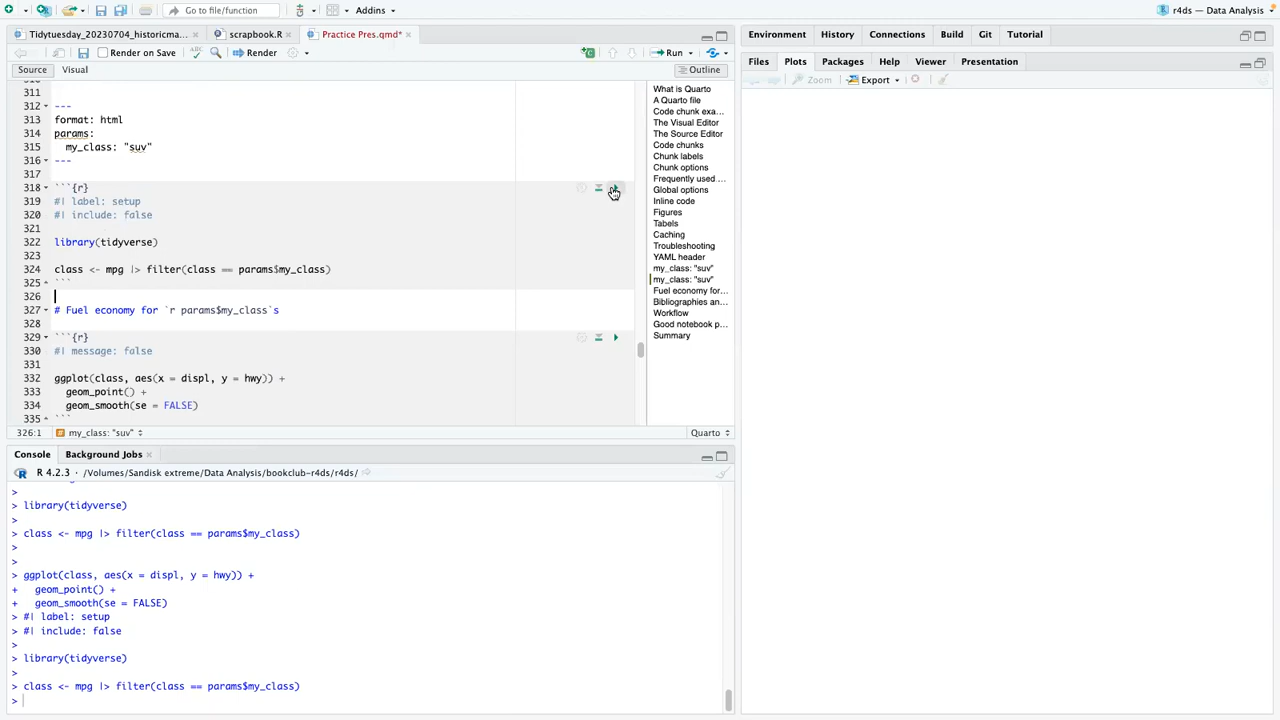 Go to file/function
Addins
r4ds — Data Analysis
Tidytuesday_20230704_historicma...
scrapbook.R
Practice Pres.qmd*
Render on Save
ABC
Render
Run
Source
Visual
Outline
311
312 ---
313 format: html
314 params:
315 my_class: "suv"
316 ---
317
318 ```{r}
319 #| label: setup
320 #| include: false
321
322 library(tidyverse)
323
324 class <- mpg |> filter(class == params$my_class)
325 ```
326
327 # Fuel economy for `r params$my_class`s
328
329 ```{r}
330 #| message: false
331
332 ggplot(class, aes(x = displ, y = hwy)) +
333 geom_point() +
334 geom_smooth(se = FALSE)
335 ```
326:1
my_class: "suv"
Quarto
What is Quarto
A Quarto file
Code chunk exa...
The Visual Editor
The Source Editor
Code chunks
Chunk labels
Chunk options
Frequently used ...
Global options
Inline code
Figures
Tabels
Caching
Troubleshooting
YAML header
my_class: "suv"
my_class: "suv"
Fuel economy for...
Bibliographies an...
Workflow
Good notebook p...
Summary
Console
Background Jobs
R 4.2.3 · /Volumes/Sandisk extreme/Data Analysis/bookclub-r4ds/r4ds/
>
> library(tidyverse)
>
> class <- mpg |> filter(class == params$my_class)
>
>
> ggplot(class, aes(x = displ, y = hwy)) +
+ geom_point() +
+ geom_smooth(se = FALSE)
> #| label: setup
> #| include: false
>
> library(tidyverse)
>
> class <- mpg |> filter(class == params$my_class)
>
Environment
History
Connections
Build
Git
Tutorial
Files
Plots
Packages
Help
Viewer
Presentation
Zoom
Export